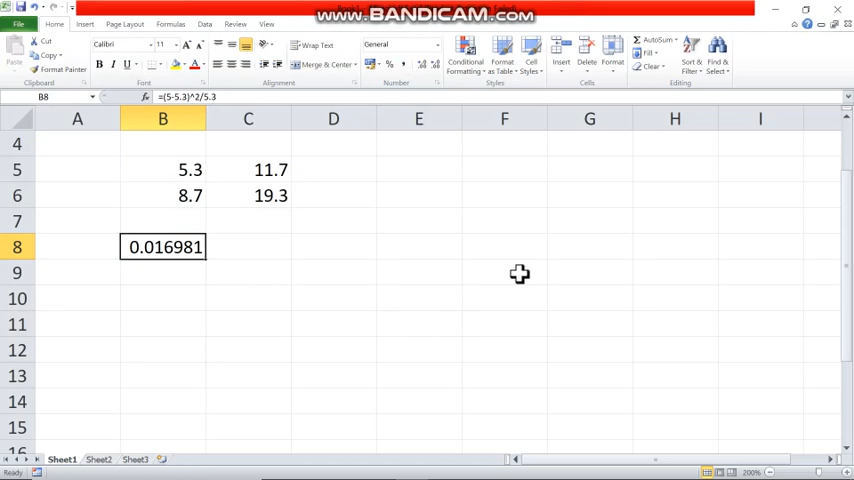 www.BANDICAM.com
File Home Insert Page Layout Formulas Data Review View
Cut
Copy
Format Painter
Paste
Clipboard
Calibri 11
B I U
Font
Wrap Text
Merge & Center
Alignment
General
$ % ,
Number
Conditional Formatting
Format as Table
Cell Styles
Styles
Insert Delete Format
Cells
AutoSum
Fill
Clear
Sort & Filter
Find & Select
Editing
B8 fx =(5-5.3)^2/5.3
A B C D E F G H I
4
5 5.3 11.7
6 8.7 19.3
7
8 0.016981
9
10
11
12
13
14
15
16
Sheet1 Sheet2 Sheet3
Ready 200%